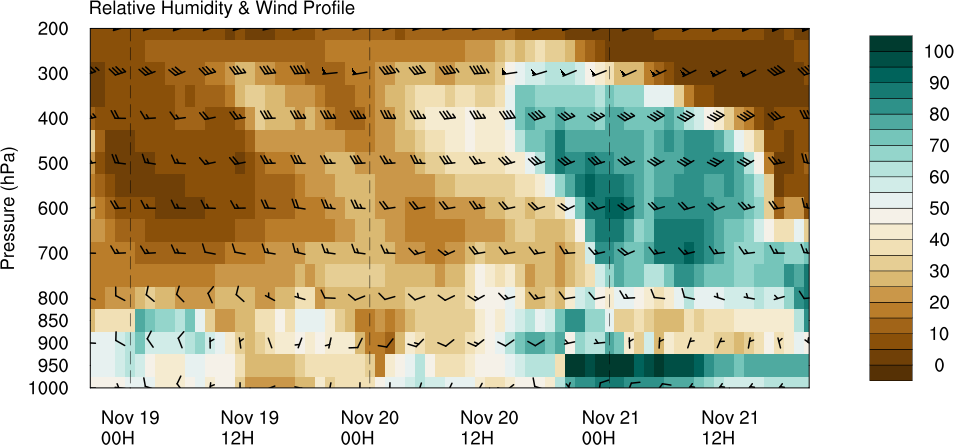 Relative Humidity & Wind Profile
Pressure (hPa)
200
300
400
500
600
700
800
850
900
950
1000
Nov 19 00H
Nov 19 12H
Nov 20 00H
Nov 20 12H
Nov 21 00H
Nov 21 12H
100
90
80
70
60
50
40
30
20
10
0